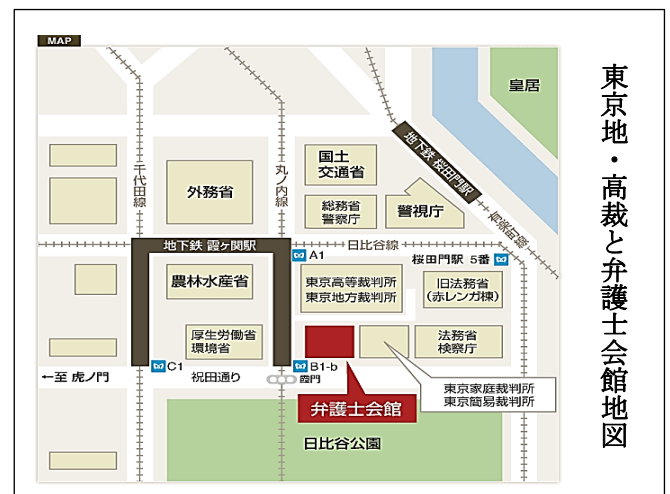 東京地・高裁と弁護士会館地図
MAP
皇居
千代田線
丸ノ内線
地下鉄 桜田門駅
有楽町線
外務省
国土
交通省
総務省
警察庁
警視庁
地下鉄 霞ヶ関駅
日比谷線
A1
桜田門駅 5番
農林水産省
東京高等裁判所
東京地方裁判所
旧法務省
(赤レンガ棟)
厚生労働省
環境省
法務省
検察庁
←至 虎ノ門
C1
祝田通り
B1-b
霞門
東京家庭裁判所
東京簡易裁判所
弁護士会館
日比谷公園